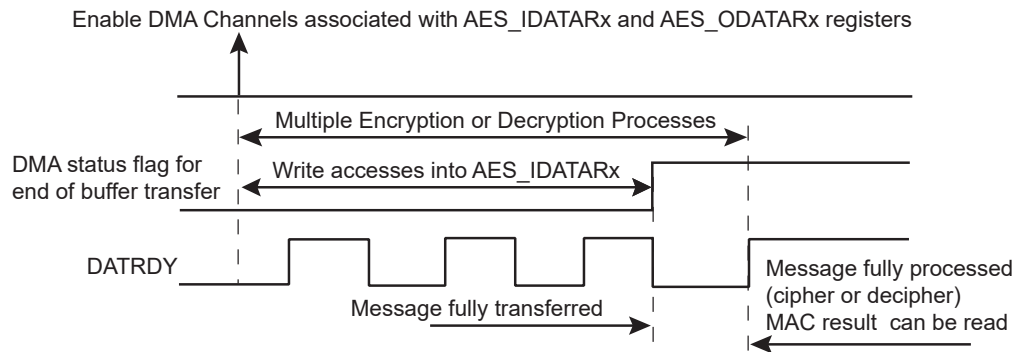 Enable DMA Channels associated with AES_IDATARx and AES_ODATARx registers
Multiple Encryption or Decryption Processes
DMA status flag for
end of buffer transfer
Write accesses into AES_IDATARx
DATRDY
Message fully transferred
Message fully processed
(cipher or decipher)
MAC result can be read